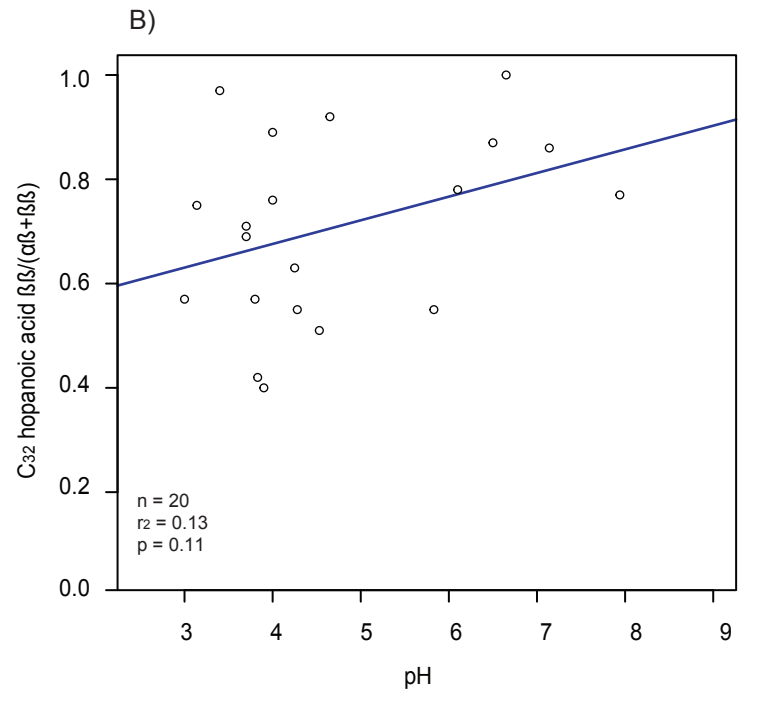 B)
1.0
0.8
0.6
0.4
0.2
0.0
C32 hopanoic acid ßß/(αß+ßß)
n = 20
r2 = 0.13
p = 0.11
3 4 5 6 7 8 9
pH